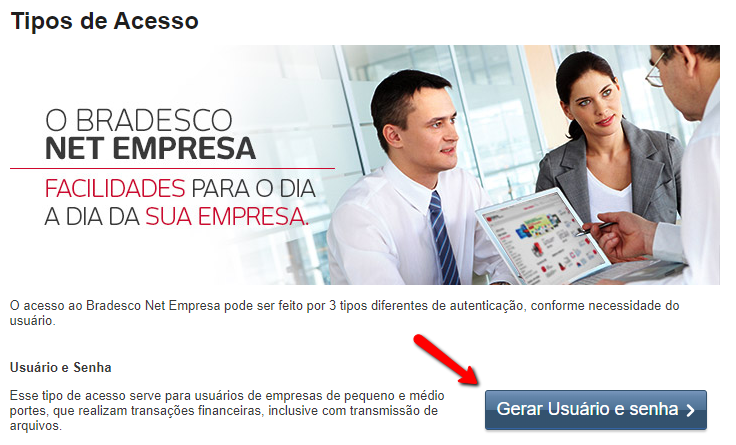 Tipos de Acesso
O BRADESCO
NET EMPRESA
FACILIDADES PARA O DIA
A DIA DA SUA EMPRESA.
O acesso ao Bradesco Net Empresa pode ser feito por 3 tipos diferentes de autenticação, conforme necessidade do
usuário.
Usuário e Senha
Esse tipo de acesso serve para usuários de empresas de pequeno e médio
portes, que realizam transações financeiras, inclusive com transmissão de
arquivos.
Gerar Usuário e senha